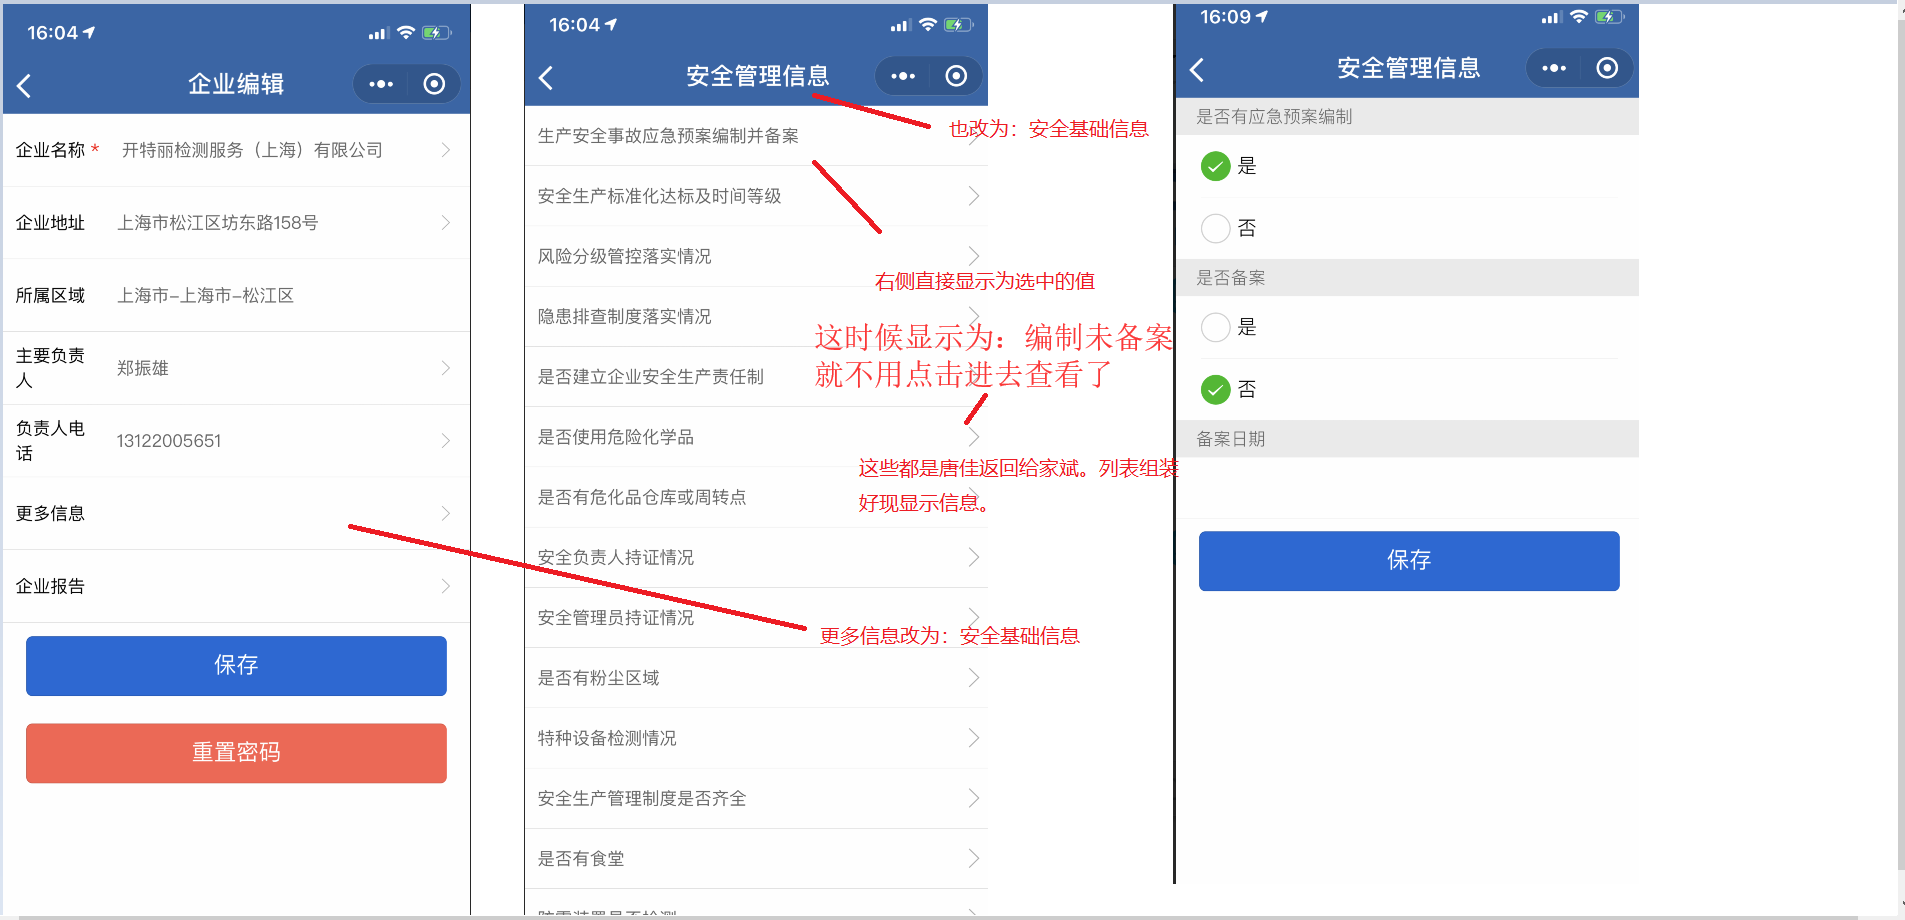 16:04
企业编辑
企业名称 * 开特丽检测服务（上海）有限公司
企业地址 上海市松江区坊东路158号
所属区域 上海市-上海市-松江区
主要负责
人
郑振雄
负责人电
话
13122005651
更多信息
企业报告
保存
重置密码
16:04
安全管理信息
也改为：安全基础信息
生产安全事故应急预案编制并备案
安全生产标准化达标及时间等级
风险分级管控落实情况
右侧直接显示为选中的值
隐患排查制度落实情况
这时候显示为：编制未备案
就不用点击进去查看了
是否建立企业安全生产责任制
是否使用危险化学品
这些都是唐佳返回给家斌。列表组装
好现显示信息。
是否有危化品仓库或周转点
安全负责人持证情况
安全管理员持证情况
更多信息改为：安全基础信息
是否有粉尘区域
特种设备检测情况
安全生产管理制度是否齐全
是否有食堂
16:09
安全管理信息
是否有应急预案编制
是
否
是否备案
是
否
备案日期
保存